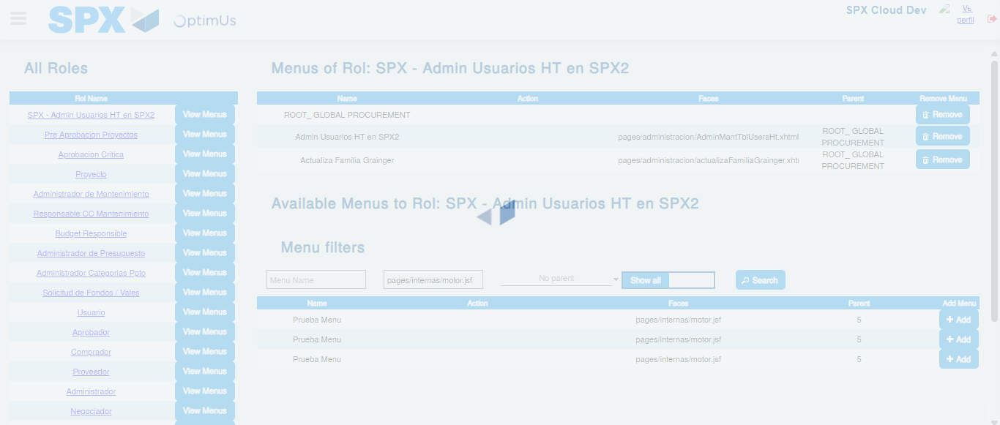 SPX OptimUs
SPX Cloud Dev
perfil
All Roles
Rol Name
SPX - Admin Usuarios HT en SPX2 View Menus
Pre Aprobacion Proyectos View Menus
Aprobacion Critica View Menus
Proyecto View Menus
Administrador de Mantenimiento View Menus
Responsable CC Mantenimiento View Menus
Budget Responsible View Menus
Administrador de Presupuesto View Menus
Administrador Categorias Ppto View Menus
Solicitud de Fondos / Vales View Menus
Usuario View Menus
Aprobador View Menus
Comprador View Menus
Proveedor View Menus
Administrador View Menus
Negociador View Menus
Menus of Rol: SPX - Admin Usuarios HT en SPX2
Name Action Faces Parent Remove Menu
ROOT_ GLOBAL PROCUREMENT Remove
Admin Usuarios HT en SPX2 pages/administracion/AdminMantTblUsersHt.xhtml ROOT_ GLOBAL
PROCUREMENT Remove
Actualiza Familia Grainger pages/administracion/actualizaFamiliaGrainger.xht ROOT_ GLOBAL
PROCUREMENT Remove
Available Menus to Rol: SPX - Admin Usuarios HT en SPX2
Menu filters
Menu Name pages/internas/motor.jsf No parent Show all Search
Name Action Faces Parent Add Menu
Prueba Menu pages/internas/motor.jsf 5 Add
Prueba Menu pages/internas/motor.jsf 5 Add
Prueba Menu pages/internas/motor.jsf 5 Add